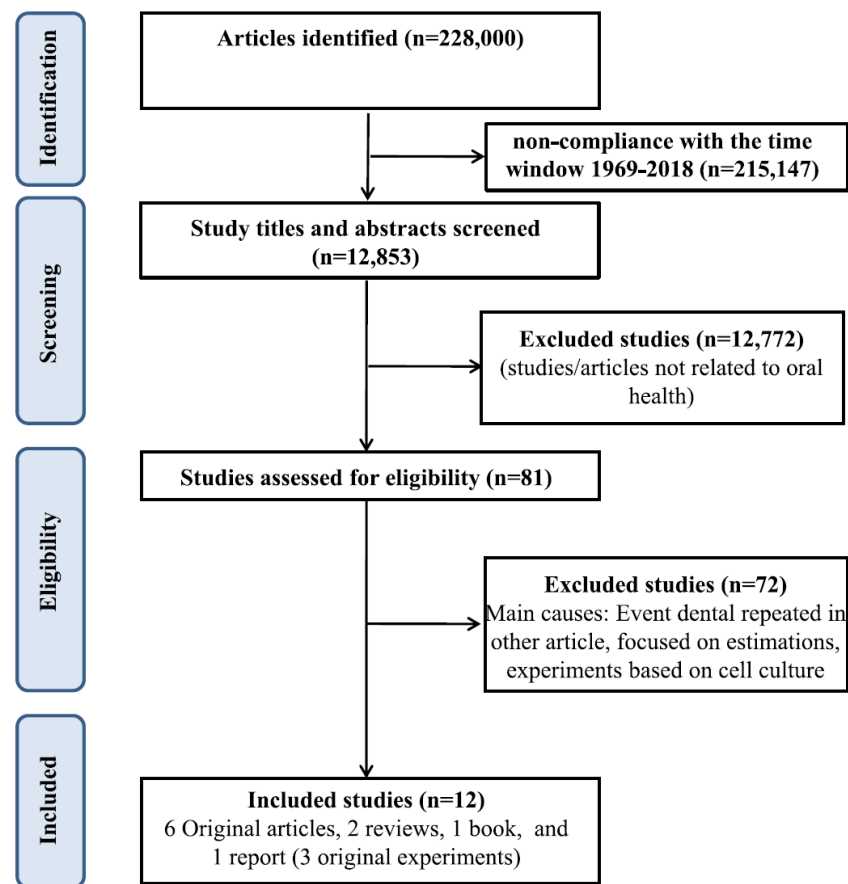 Identification
Articles identified (n=228,000)
non-compliance with the time
window 1969-2018 (n=215,147)
Screening
Study titles and abstracts screened
(n=12,853)
Excluded studies (n=12,772)
(studies/articles not related to oral
health)
Eligibility
Studies assessed for eligibility (n=81)
Excluded studies (n=72)
Main causes: Event dental repeated in
other article, focused on estimations,
experiments based on cell culture
Included
Included studies (n=12)
6 Original articles, 2 reviews, 1 book, and
1 report (3 original experiments)